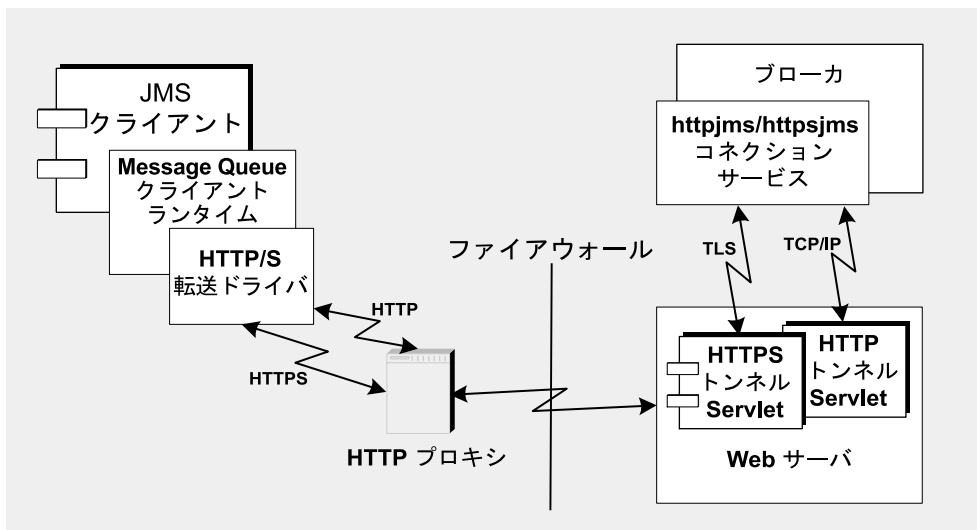 JMS
クライアント
Message Queue
クライアント
ランタイム
HTTP/S
転送ドライバ
HTTP
HTTPS
HTTP プロキシ
ファイアウォール
ブローカ
httpjms/httpsjms
コネクション
サービス
TLS
TCP/IP
HTTPS
トンネル
Servlet
HTTP
トンネル
Servlet
Web サーバ